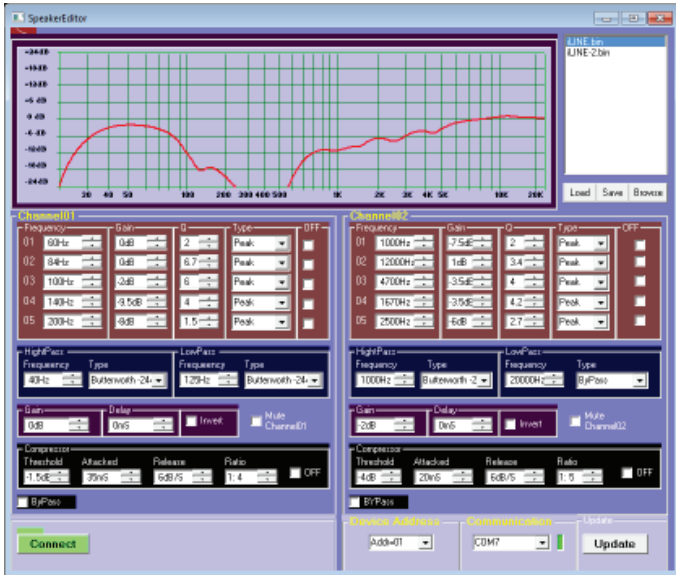 SpeakerEditor
-24dB
-18dB
-12dB
-6 dB
0 dB
-6 dB
-12dB
-18dB
-24dB
20 40 50 100 200 300 400 500 1K 2K 3K 4K 5K 10K 20K
iLINE.bin
iLINE-2.bin
Load Save Browse
Channel01
Frequency Gain Q Type OFF
01 60Hz 0dB 2 Peak
02 84Hz 0dB 6.7 Peak
03 100Hz -2dB 6 Peak
04 140Hz -9.5dB 4 Peak
05 200Hz -8dB 1.5 Peak
HightPass LowPass
Frequency Type Frequency Type
40Hz Butterworth -24 125Hz Butterworth -24
Gain Delay
0dB 0mS Invert Mute Channel01
Compressor
Threshold Attacked Release Ratio
-1.5dB 35mS 6dB/S 1: 4 OFF
ByPass
Connect
Channel02
Frequency Gain Q Type OFF
01 1000Hz -7.5dB 2 Peak
02 12000Hz 1dB 3.4 Peak
03 4700Hz -3.5dB 4 Peak
04 1670Hz -3.5dB 4.2 Peak
05 2500Hz -6dB 2.7 Peak
HightPass LowPass
Frequency Type Frequency Type
1000Hz Butterworth -2 20000Hz ByPass
Gain Delay
-2dB 0mS Invert Mute Channel02
Compressor
Threshold Attacked Release Ratio
-4dB 20mS 6dB/S 1: 5 OFF
BYPass
Device Address Communication Update
Addr=01 COM7 Update